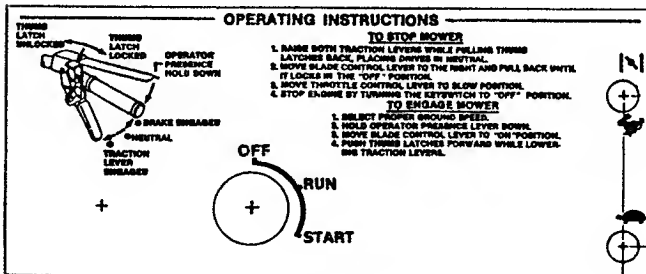 OPERATING INSTRUCTIONS
THUMB
LATCH
UNLOCKED
THUMB
LATCH
LOCKED
OPERATOR
PRESENCE
HOLD DOWN
BRAKE ENGAGED
NEUTRAL
TRACTION
LEVER
ENGAGED
TO STOP MOWER
1. RAISE BOTH TRACTION LEVERS WHILE PULLING THUMB
LATCHES BACK, PLACING DRIVES IN NEUTRAL.
2. MOVE BLADE CONTROL LEVER TO THE RIGHT AND PULL BACK UNTIL
IT LOCKS IN THE "OFF" POSITION.
3. MOVE THROTTLE CONTROL LEVER TO SLOW POSITION.
4. STOP ENGINE BY TURNING THE KEYSWITCH TO "OFF" POSITION.
TO ENGAGE MOWER
1. SELECT PROPER GROUND SPEED.
2. HOLD OPERATOR PRESENCE LEVER DOWN.
3. MOVE BLADE CONTROL LEVER TO "ON" POSITION.
4. PUSH THUMB LATCHES FORWARD WHILE LOWER-
ING TRACTION LEVERS.
OFF
RUN
START